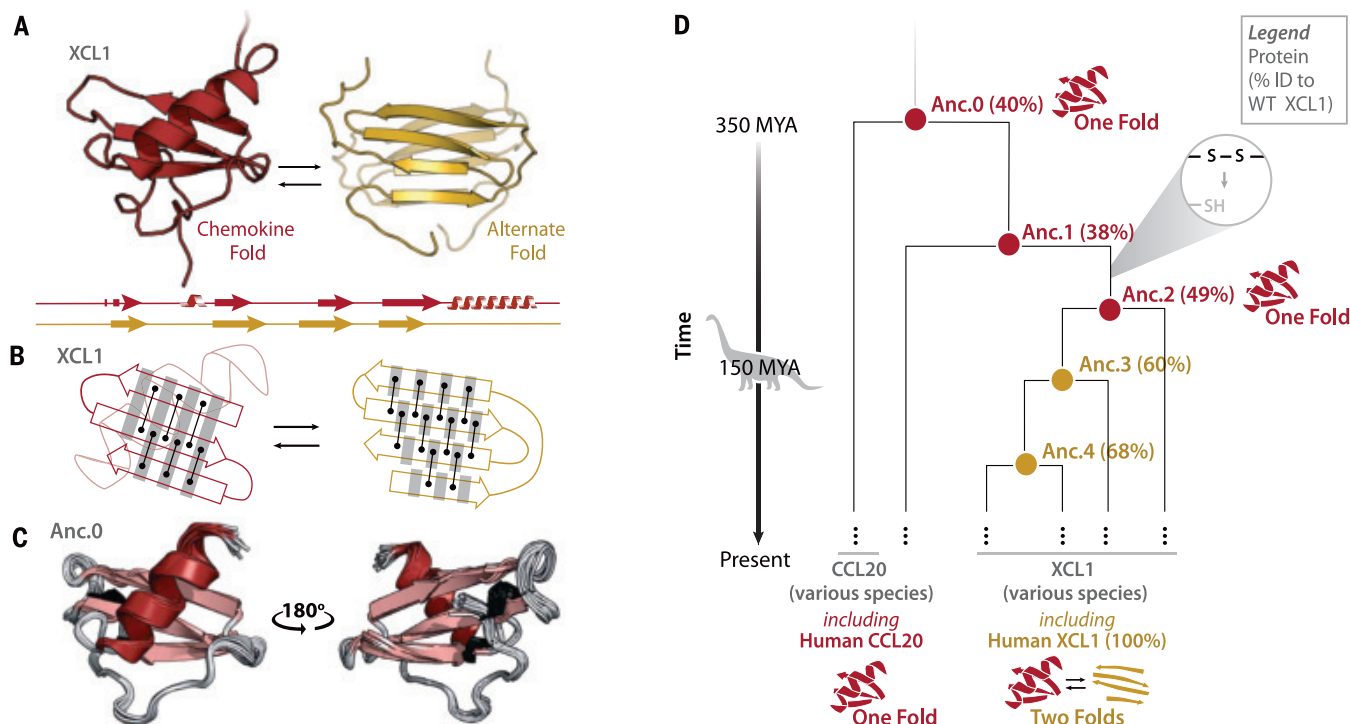 A
XCL1
Chemokine
Fold
Alternate
Fold
B
XCL1
C
Anc.0
180°
D
Legend
Protein
(% ID to
WT XCL1)
Anc.0 (40%)
One Fold
350 MYA
S – S
SH
Anc.1 (38%)
Anc.2 (49%)
One Fold
Time
150 MYA
Anc.3 (60%)
Anc.4 (68%)
Present
CCL20
(various species)
including
Human CCL20
One Fold
XCL1
(various species)
including
Human XCL1 (100%)
Two Folds